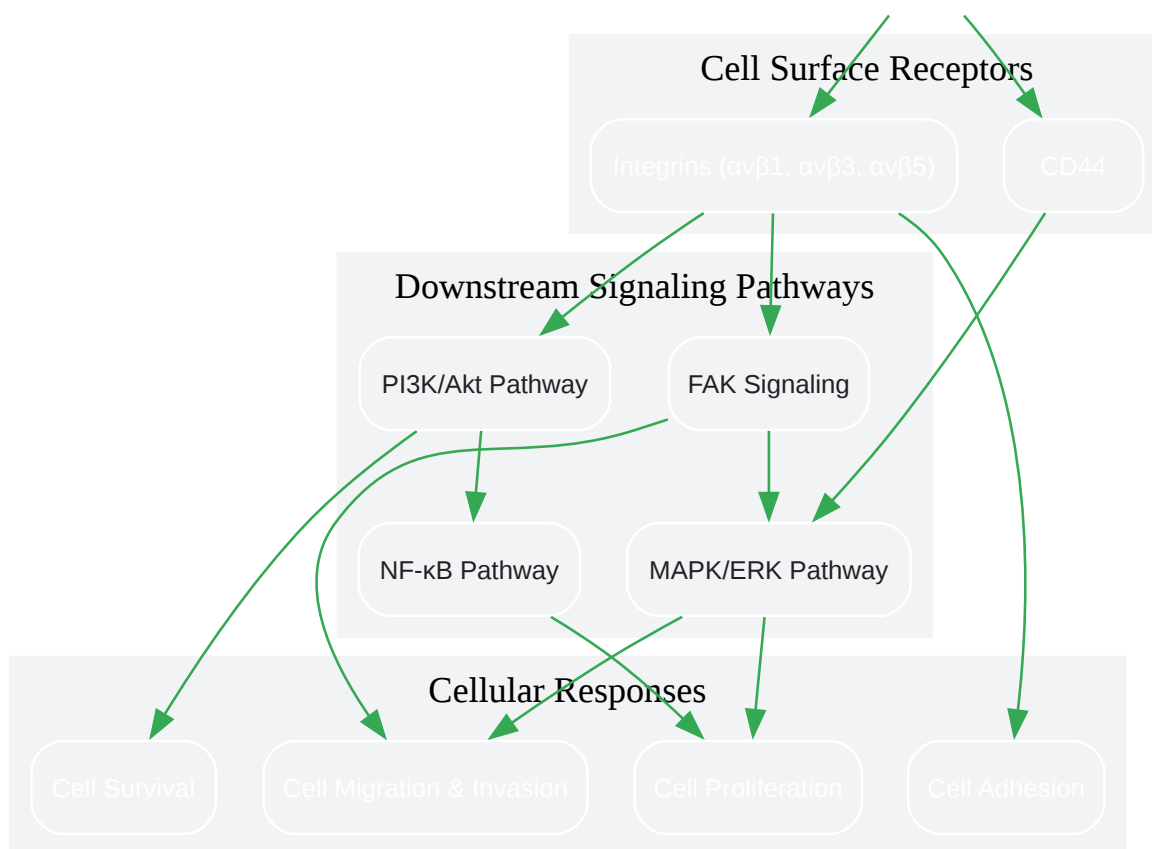 Cell Surface Receptors
Integrins (αvβ1, αvβ3, αvβ5)
CD44
Downstream Signaling Pathways
PI3K/Akt Pathway
FAK Signaling
NF-κB Pathway
MAPK/ERK Pathway
Cellular Responses
Cell Survival
Cell Migration & Invasion
Cell Proliferation
Cell Adhesion